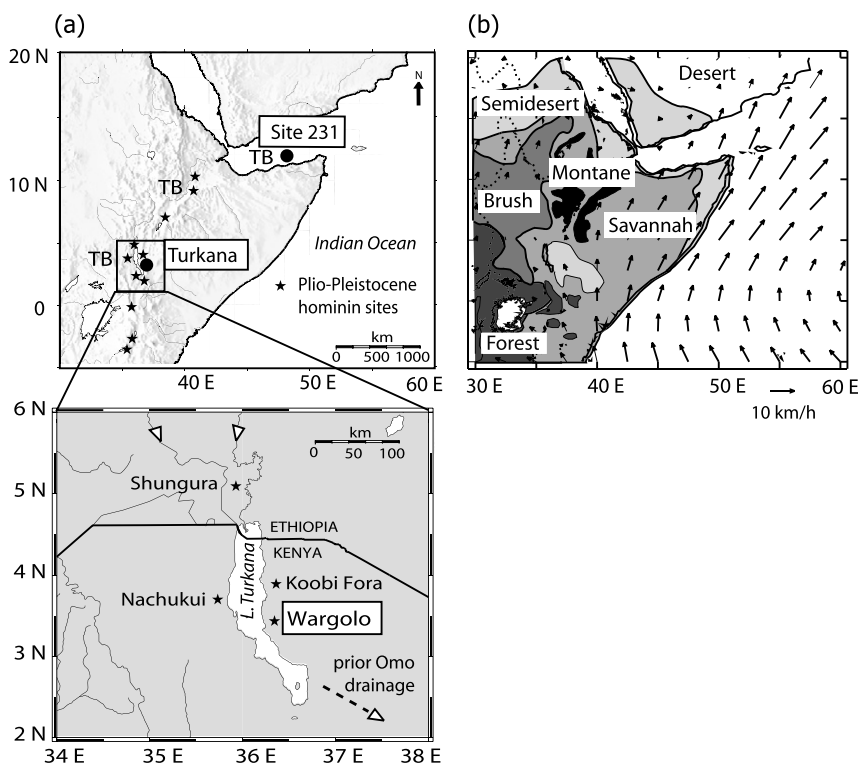 (a)
20 N
10 N
0
40 E
50 E
60 E
N
Site 231
TB
TB
TB
Turkana
Indian Ocean
Plio-Pleistocene
hominin sites
km
0 500 1000
(b)
Desert
Semidesert
Montane
Brush
Savannah
Forest
30 E
40 E
50 E
60 E
10 km/h
6 N
5 N
4 N
3 N
2 N
34 E
35 E
36 E
37 E
38 E
km
0 50 100
Shungura
ETHIOPIA
KENYA
L.Turkana
Koobi Fora
Nachukui
Wargolo
prior Omo
drainage